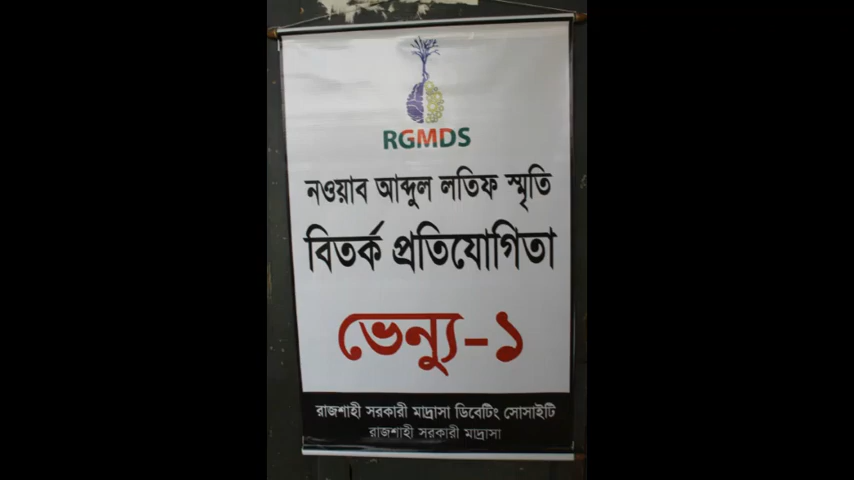 RGMDS
নওয়াব আব্দুল লতিফ স্মৃতি
বিতর্ক প্রতিযোগিতা
ভেন্যু-১
রাজশাহী সরকারী মাদ্রাসা ডিবেটিং সোসাইটি
রাজশাহী সরকারী মাদ্রাসা